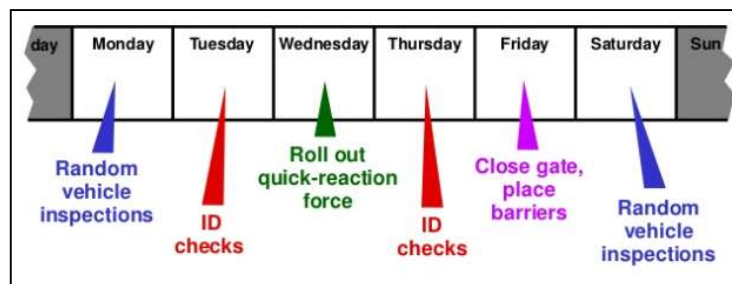 day Monday Tuesday Wednesday Thursday Friday Saturday Sun
Random
vehicle
inspections
ID
checks
Roll out
quick-reaction
force
ID
checks
Close gate,
place
barriers
Random
vehicle
inspections